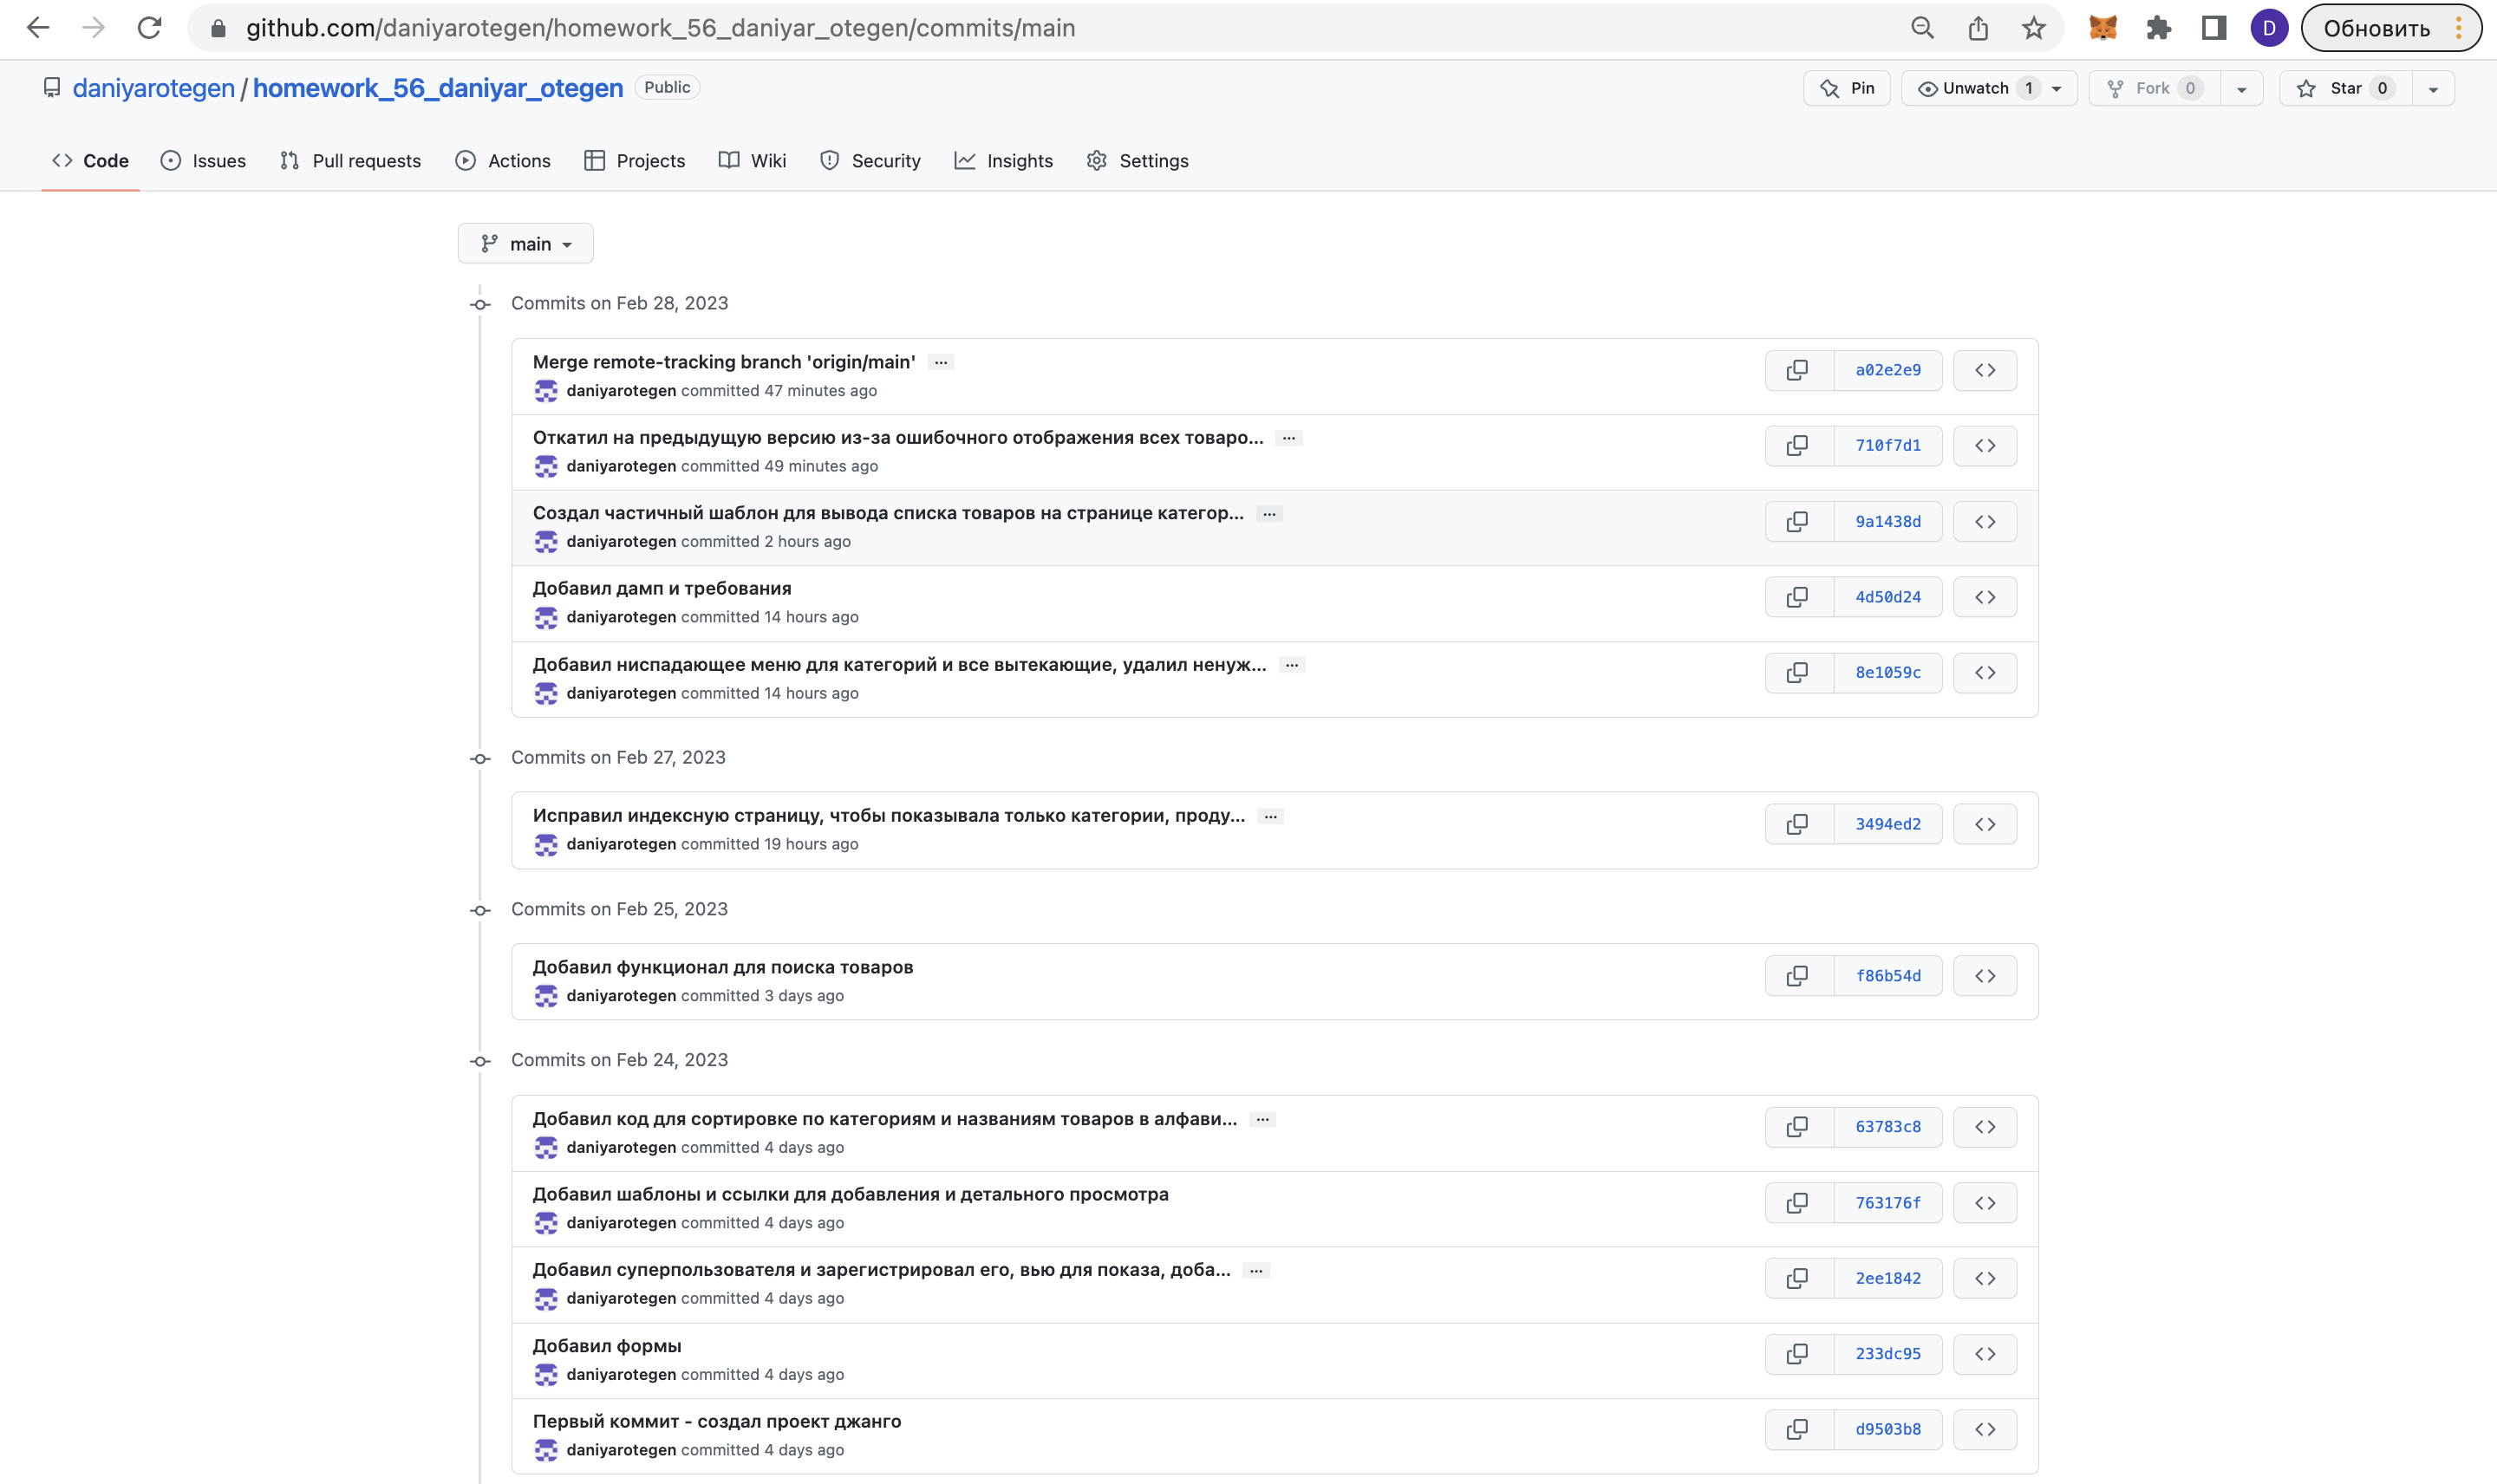 github.com/daniyarotegen/homework_56_daniyar_otegen/commits/main
D
Обновить
daniyarotegen / homework_56_daniyar_otegen Public
Pin
Unwatch 1
Fork 0
Star 0
Code Issues Pull requests Actions Projects Wiki Security Insights Settings
main
Commits on Feb 28, 2023
Merge remote-tracking branch 'origin/main' ...
daniyarotegen committed 47 minutes ago
a02e2e9
Откатил на предыдущую версию из-за ошибочного отображения всех товаро... ...
daniyarotegen committed 49 minutes ago
710f7d1
Создал частичный шаблон для вывода списка товаров на странице категор... ...
daniyarotegen committed 2 hours ago
9a1438d
Добавил дамп и требования
daniyarotegen committed 14 hours ago
4d50d24
Добавил ниспадающее меню для категорий и все вытекающие, удалил ненуж... ...
daniyarotegen committed 14 hours ago
8e1059c
Commits on Feb 27, 2023
Исправил индексную страницу, чтобы показывала только категории, проду... ...
daniyarotegen committed 19 hours ago
3494ed2
Commits on Feb 25, 2023
Добавил функционал для поиска товаров
daniyarotegen committed 3 days ago
f86b54d
Commits on Feb 24, 2023
Добавил код для сортировке по категориям и названиям товаров в алфави... ...
daniyarotegen committed 4 days ago
63783c8
Добавил шаблоны и ссылки для добавления и детального просмотра
daniyarotegen committed 4 days ago
763176f
Добавил суперпользователя и зарегистрировал его, вью для показа, доба... ...
daniyarotegen committed 4 days ago
2ee1842
Добавил формы
daniyarotegen committed 4 days ago
233dc95
Первый коммит - создал проект джанго
daniyarotegen committed 4 days ago
d9503b8